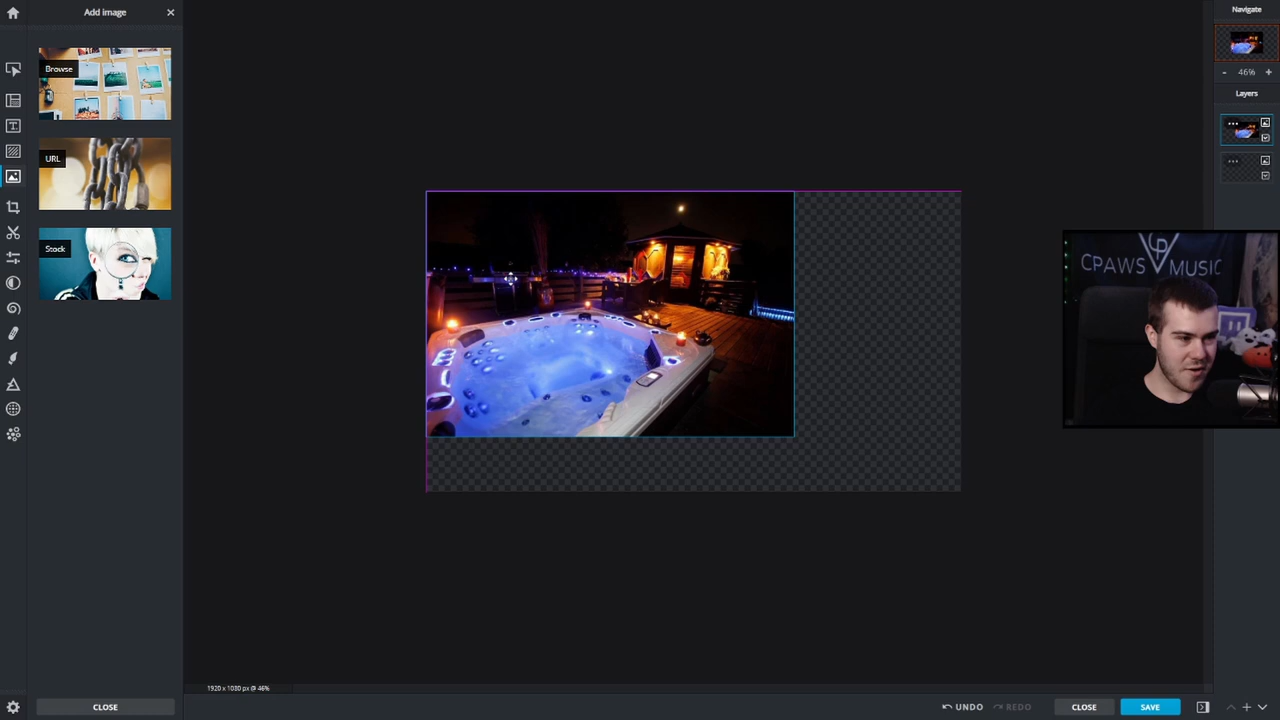 Add image
Navigate
Browse
46%
Layers
URL
Stock
CPAWS MUSIC
1920 x 1080 px @ 46%
CLOSE
UNDO
REDO
CLOSE
SAVE